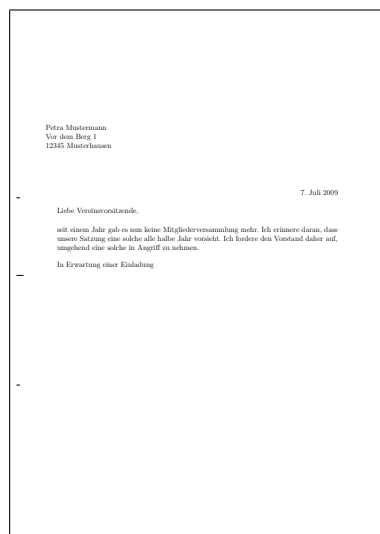 Petra Mustermann
Vor dem Berg 1
12345 Musterhausen
7. Juli 2009
Liebe Vereinsvorsitzende,
seit einem Jahr gab es nun keine Mitgliederversammlung mehr. Ich erinnere daran, dass
unsere Satzung eine solche alle halbe Jahr vorsieht. Ich fordere den Vorstand daher auf,
umgehend eine solche in Angriff zu nehmen.
In Erwartung einer Einladung